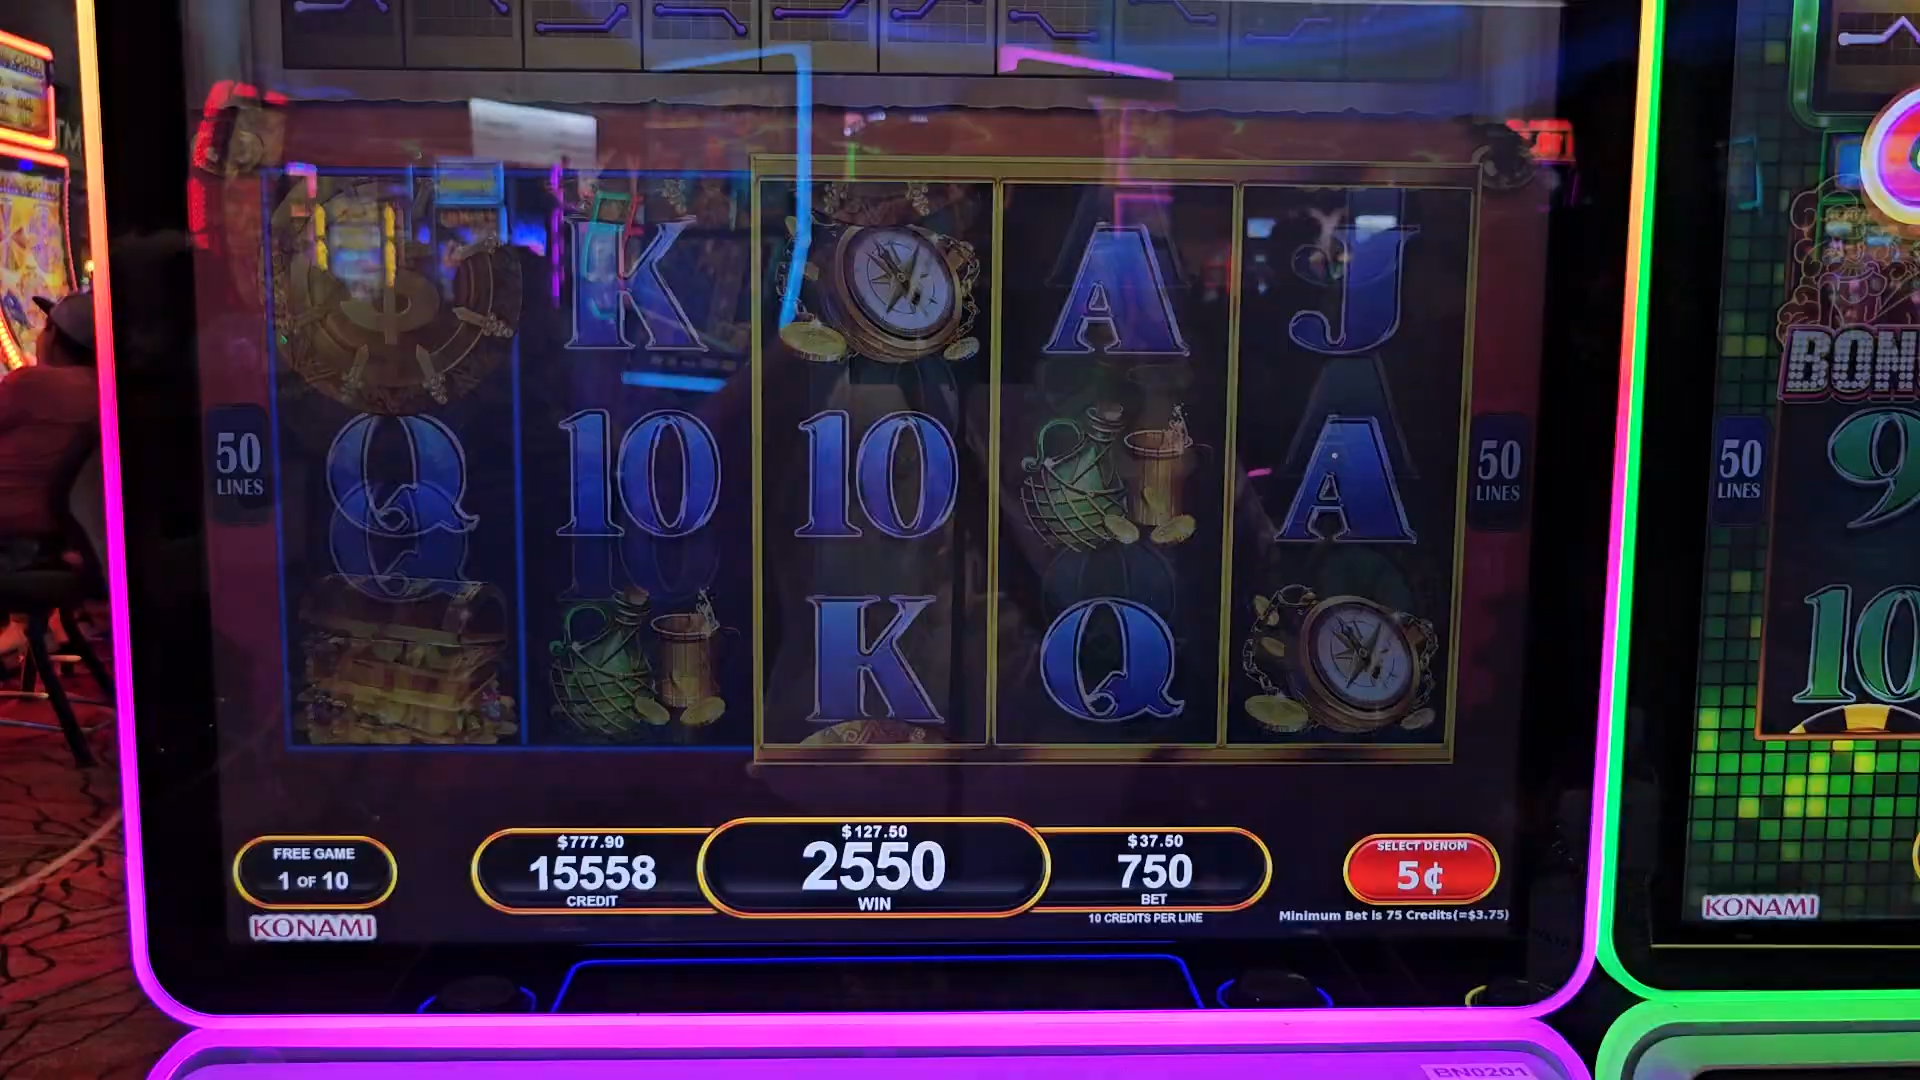 TM
K
A
J
Q
10
10
A
K
Q
50
LINES
50
LINES
50
LINES
BON
9
10
FREE GAME
1 OF 10
KONAMI
$777.90
15558
CREDIT
$127.50
2550
WIN
$37.50
750
BET
10 CREDITS PER LINE
SELECT DENOM
5¢
Minimum Bet is 75 Credits(=$3.75)
KONAMI
BN0201